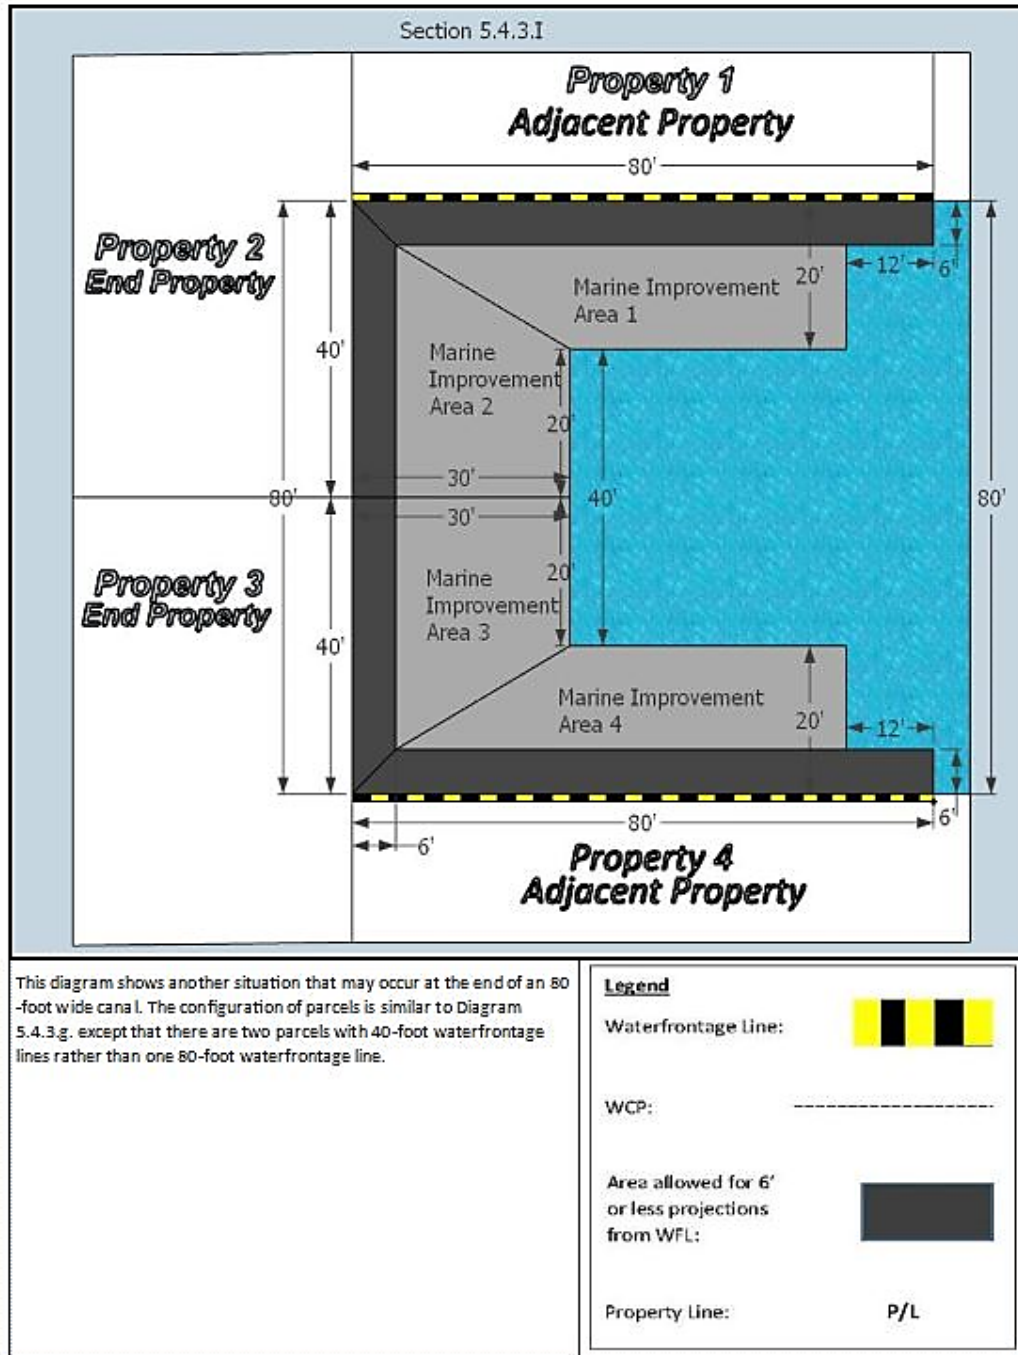 Section 5.4.3.I
Property 1
Adjacent Property
80'
Property 2
End Property
12'
6'
20'
Marine Improvement
Area 1
40'
Marine
Improvement
Area 2
20'
30'
80'
40'
80'
30'
20'
Property 3
End Property
Marine
Improvement
Area 3
40'
Marine Improvement
Area 4
20'
12'
80'
6'
6'
Property 4
Adjacent Property
This diagram shows another situation that may occur at the end of an 80
-foot wide canal. The configuration of parcels is similar to Diagram
5.4.3.g. except that there are two parcels with 40-foot waterfrontage
lines rather than one 80-foot waterfrontage line.
Legend
Waterfrontage Line:
WCP:
Area allowed for 6'
or less projections
from WFL:
Property Line:
P/L